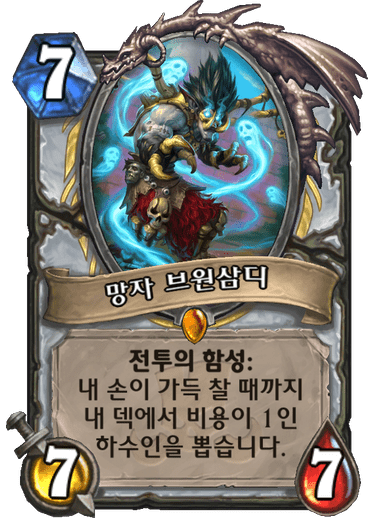 7
망자 브원삼디
전투의 함성:
내 손이 가득 찰 때까지
내 덱에서 비용이 1인
하수인을 뽑습니다.
7
7